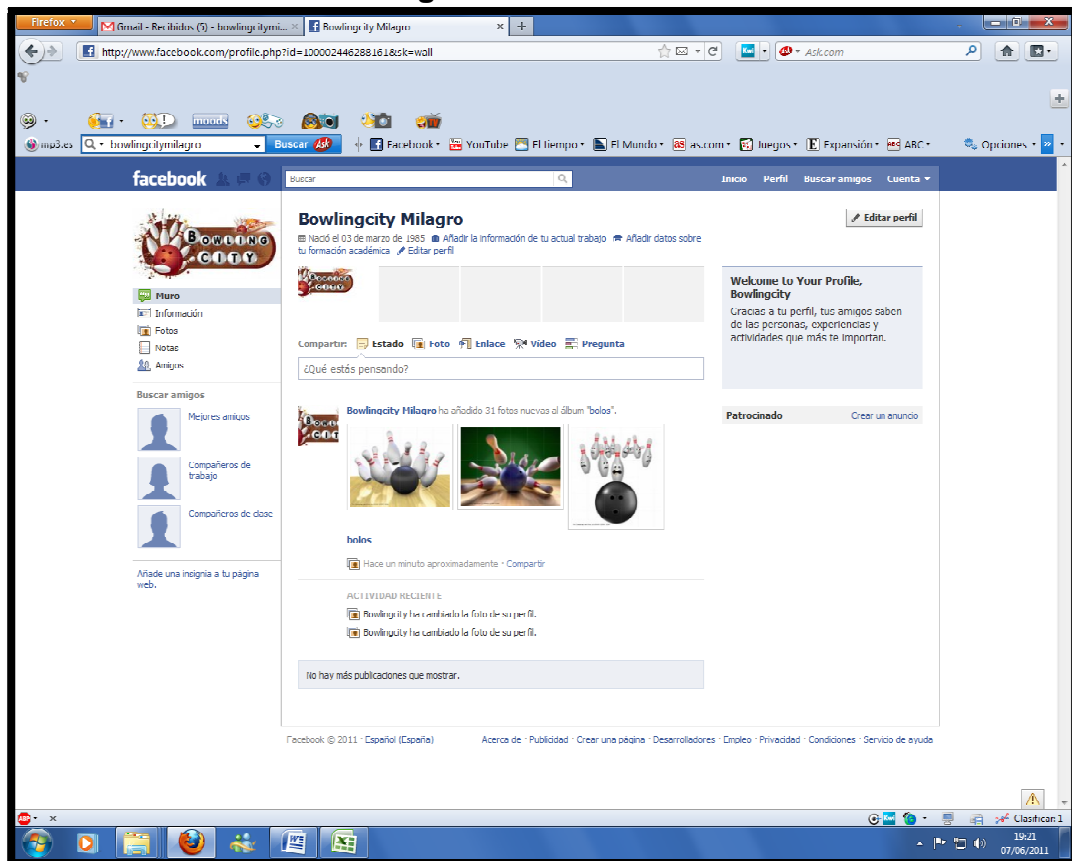 Firefox
Gmail - Recibidos (5) - bowlingcitymi...
Bowlingcity Milagro
http://www.facebook.com/profile.php?id=100002446288161&sk=wall
Ask.com
moods
mp3.es
bowlingcitymilagro
Buscar Ask
Facebook
YouTube
El tiempo
El Mundo
as.com
Juegos
Expansión
ABC
Opciones
facebook
Buscar
Inicio Perfil Buscar amigos Cuenta
BOWLING
CITY
Bowlingcity Milagro
Editar perfil
Nació el 03 de marzo de 1985 Añadir la información de tu actual trabajo Añadir datos sobre
tu formación académica Editar perfil
Muro
Información
Fotos
Notas
Amigos
Compartir: Estado Foto Enlace Vídeo Pregunta
¿Qué estás pensando?
Welcome to Your Profile,
Bowlingcity
Gracias a tu perfil, tus amigos saben
de las personas, experiencias y
actividades que más te importan.
Buscar amigos
Mejores amigos
Compañeros de
trabajo
Compañeros de clase
Añade una insignia a tu página
web.
Bowlingcity Milagro ha añadido 31 fotos nuevas al álbum "bolos".
bolos
Hace un minuto aproximadamente · Compartir
ACTIVIDAD RECIENTE
Bowlingcity ha cambiado la foto de su perfil.
Bowlingcity ha cambiado la foto de su perfil.
No hay más publicaciones que mostrar.
Patrocinado
Crear un anuncio
Facebook © 2011 · Español (España)
Acerca de · Publicidad · Crear una página · Desarrolladores · Empleo · Privacidad · Condiciones · Servicio de ayuda
Clasificar: 1
19:21
07/06/2011